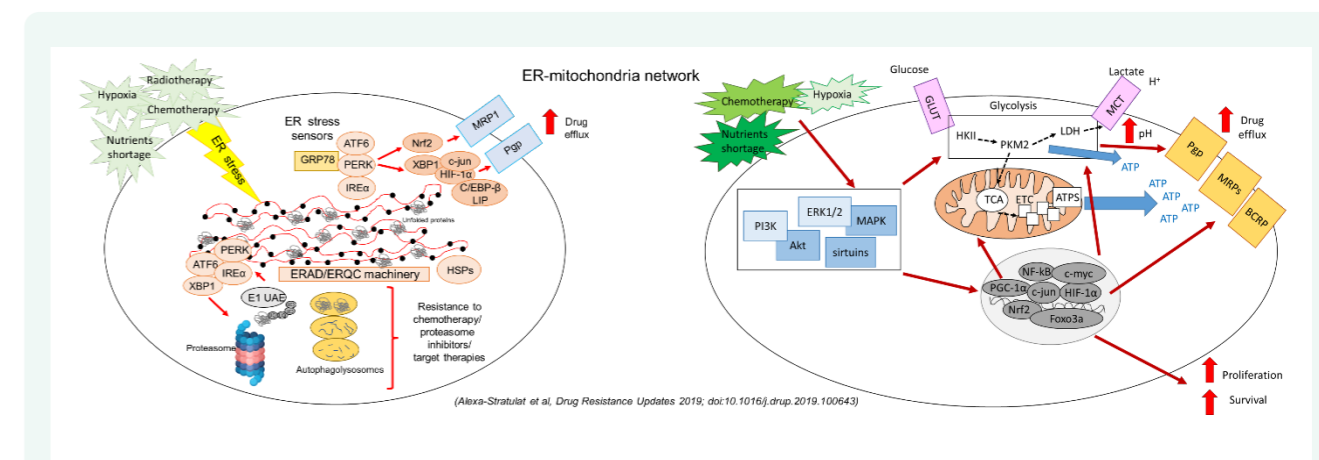 ER-mitochondria network
Radiotherapy
Hypoxia
Chemotherapy
Nutrients
shortage
ER stress
ER stress
sensors
GRP78
ATF6
PERK
IREα
Nrf2
XBP1
c-jun
HIF-1α
C/EBP-β
LIP
MRP1
Pgp
Drug
efflux
Unfolded proteins
PERK
ATF6
IREα
XBP1
ERAD/ERQC machinery
HSPs
E1 UAE
Proteasome
Autophagolysosomos
Resistance to
chemotherapy/
proteasome
inhibitors/
target therapies
Chemotherapy
Hypoxia
Nutrients
shortage
Glucose
GLUT
Glycolysis
HKII
PKM2
LDH
Lactate
H⁺
MCT
pH
Drug
efflux
Pgp
MRPs
BCRP
ATP
ATP
ATP
ATP
ATP
ATP
TCA
ETC
ATPS
PI3K
ERK1/2
MAPK
Akt
sirtuins
NF-kB
c-myc
PGC-1α
c-jun
HIF-1α
Nrf2
Foxo3a
Proliferation
Survival
(Alexa-Stratulat et al, Drug Resistance Updates 2019; doi:10.1016/j.drup.2019.100643)